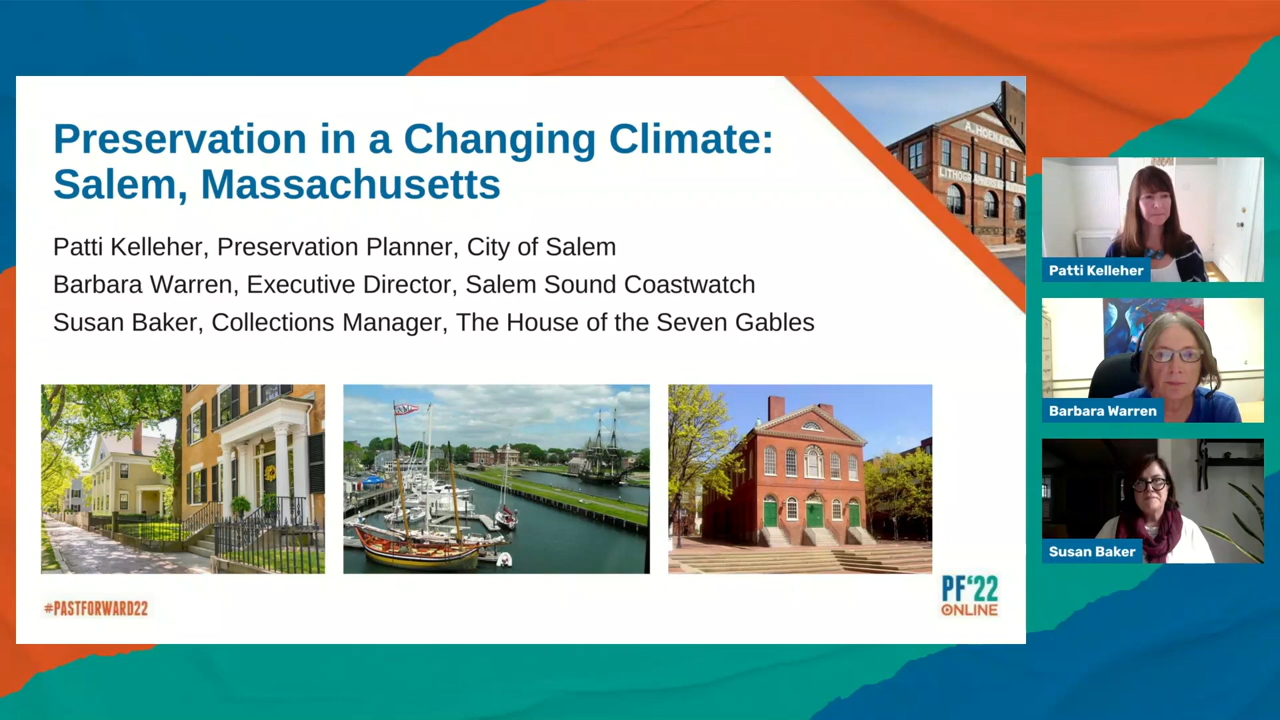 Preservation in a Changing Climate:
Salem, Massachusetts
Patti Kelleher, Preservation Planner, City of Salem
Barbara Warren, Executive Director, Salem Sound Coastwatch
Susan Baker, Collections Manager, The House of the Seven Gables
A. HOEN &
LITHOGRAPHERS
#PASTFORWARD22
PF'22
ONLINE
Patti Kelleher
Barbara Warren
Susan Baker